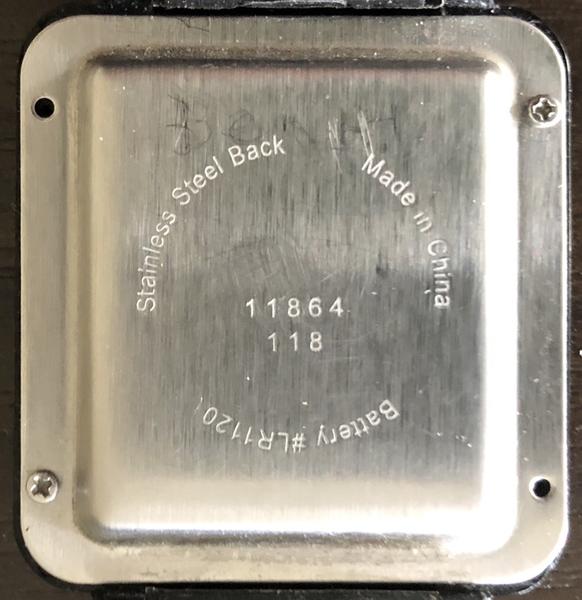 Stainless Steel Back
Made in China
11864
118
Battery #LR1120